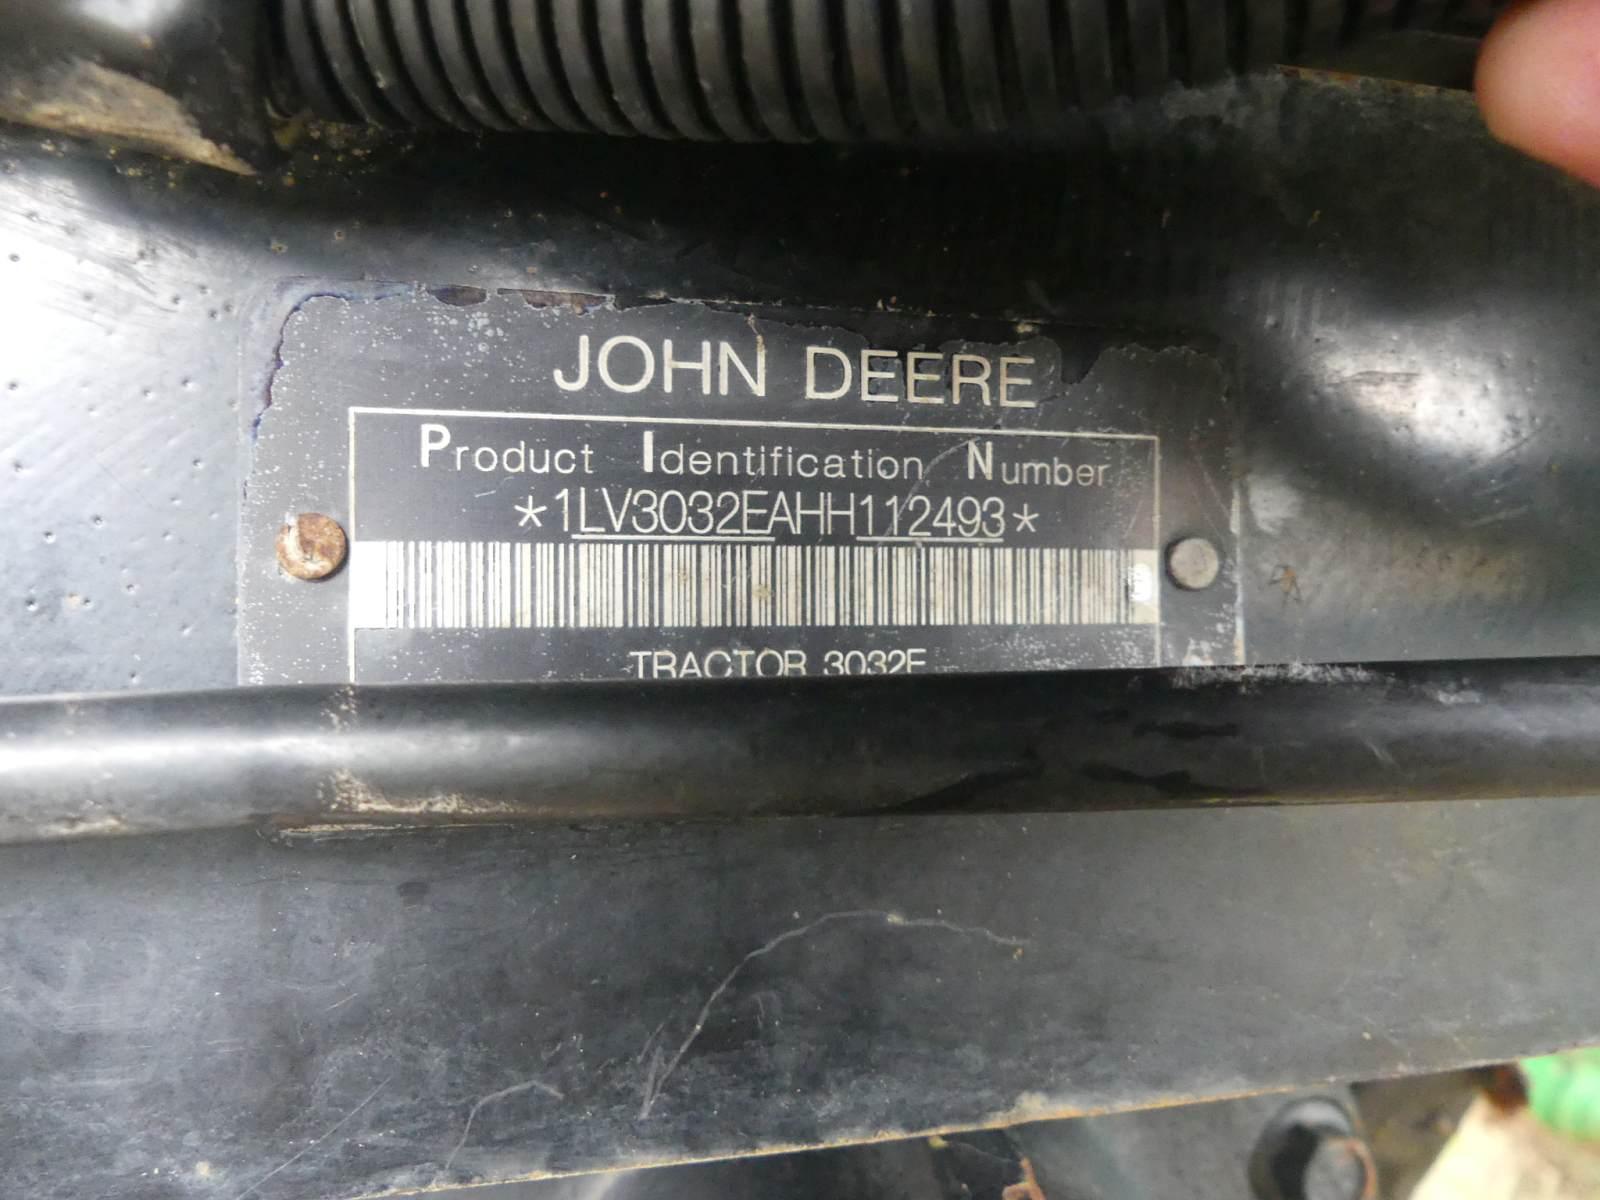 JOHN DEERE
Product Identification Number
*1LV3032EAHH112493*
TRACTOR 3032E